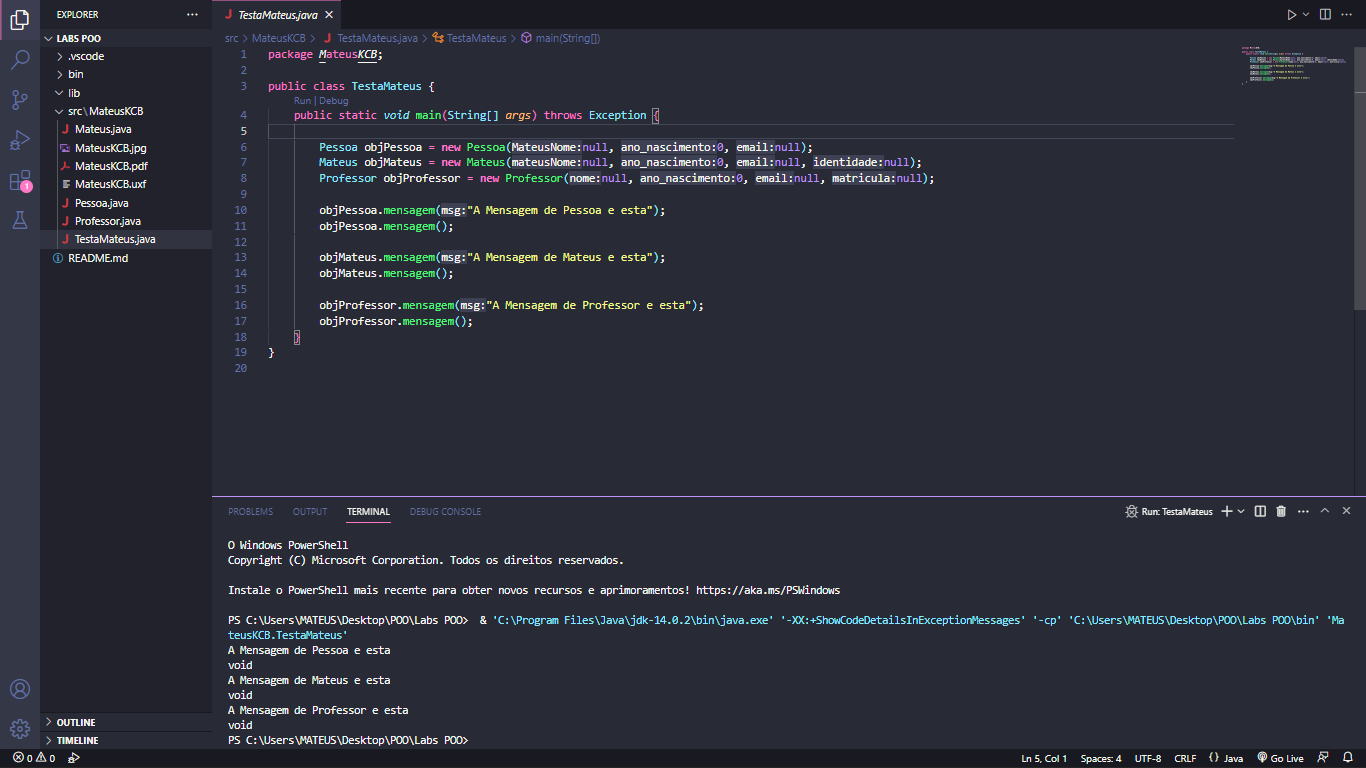 EXPLORER
LABS POO
.vscode
bin
lib
src\MateusKCB
Mateus.java
MateusKCB.jpg
MateusKCB.pdf
MateusKCB.uxf
Pessoa.java
Professor.java
TestaMateus.java
README.md
OUTLINE
TIMELINE
1
TestaMateus.java
src > MateusKCB > TestaMateus.java > TestaMateus > main(String[])
1 package MateusKCB;
2
3 public class TestaMateus {
Run | Debug
4 public static void main(String[] args) throws Exception {
5
6 Pessoa objPessoa = new Pessoa(MateusNome:null, ano_nascimento:0, email:null);
7 Mateus objMateus = new Mateus(mateusNome:null, ano_nascimento:0, email:null, identidade:null);
8 Professor objProfessor = new Professor(nome:null, ano_nascimento:0, email:null, matricula:null);
9
10 objPessoa.mensagem(msg:"A Mensagem de Pessoa e esta");
11 objPessoa.mensagem();
12
13 objMateus.mensagem(msg:"A Mensagem de Mateus e esta");
14 objMateus.mensagem();
15
16 objProfessor.mensagem(msg:"A Mensagem de Professor e esta");
17 objProfessor.mensagem();
18 }
19 }
20
PROBLEMS OUTPUT TERMINAL DEBUG CONSOLE
Run: TestaMateus
O Windows PowerShell
Copyright (C) Microsoft Corporation. Todos os direitos reservados.
Instale o PowerShell mais recente para obter novos recursos e aprimoramentos! https://aka.ms/PSWindows
PS C:\Users\MATEUS\Desktop\POO\Labs POO> & 'C:\Program Files\Java\jdk-14.0.2\bin\java.exe' '-XX:+ShowCodeDetailsInExceptionMessages' '-cp' 'C:\Users\MATEUS\Desktop\POO\Labs POO\bin' 'Ma
teusKCB.TestaMateus'
A Mensagem de Pessoa e esta
void
A Mensagem de Mateus e esta
void
A Mensagem de Professor e esta
void
PS C:\Users\MATEUS\Desktop\POO\Labs POO>
0 0
Ln 5, Col 1 Spaces: 4 UTF-8 CRLF {} Java Go Live